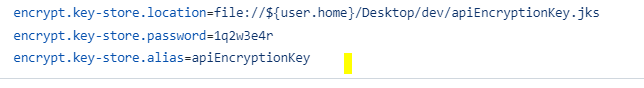 encrypt.key-store.location=file://${user.home}/Desktop/dev/apiEncryptionKey.jks
encrypt.key-store.password=1q2w3e4r
encrypt.key-store.alias=apiEncryptionKey